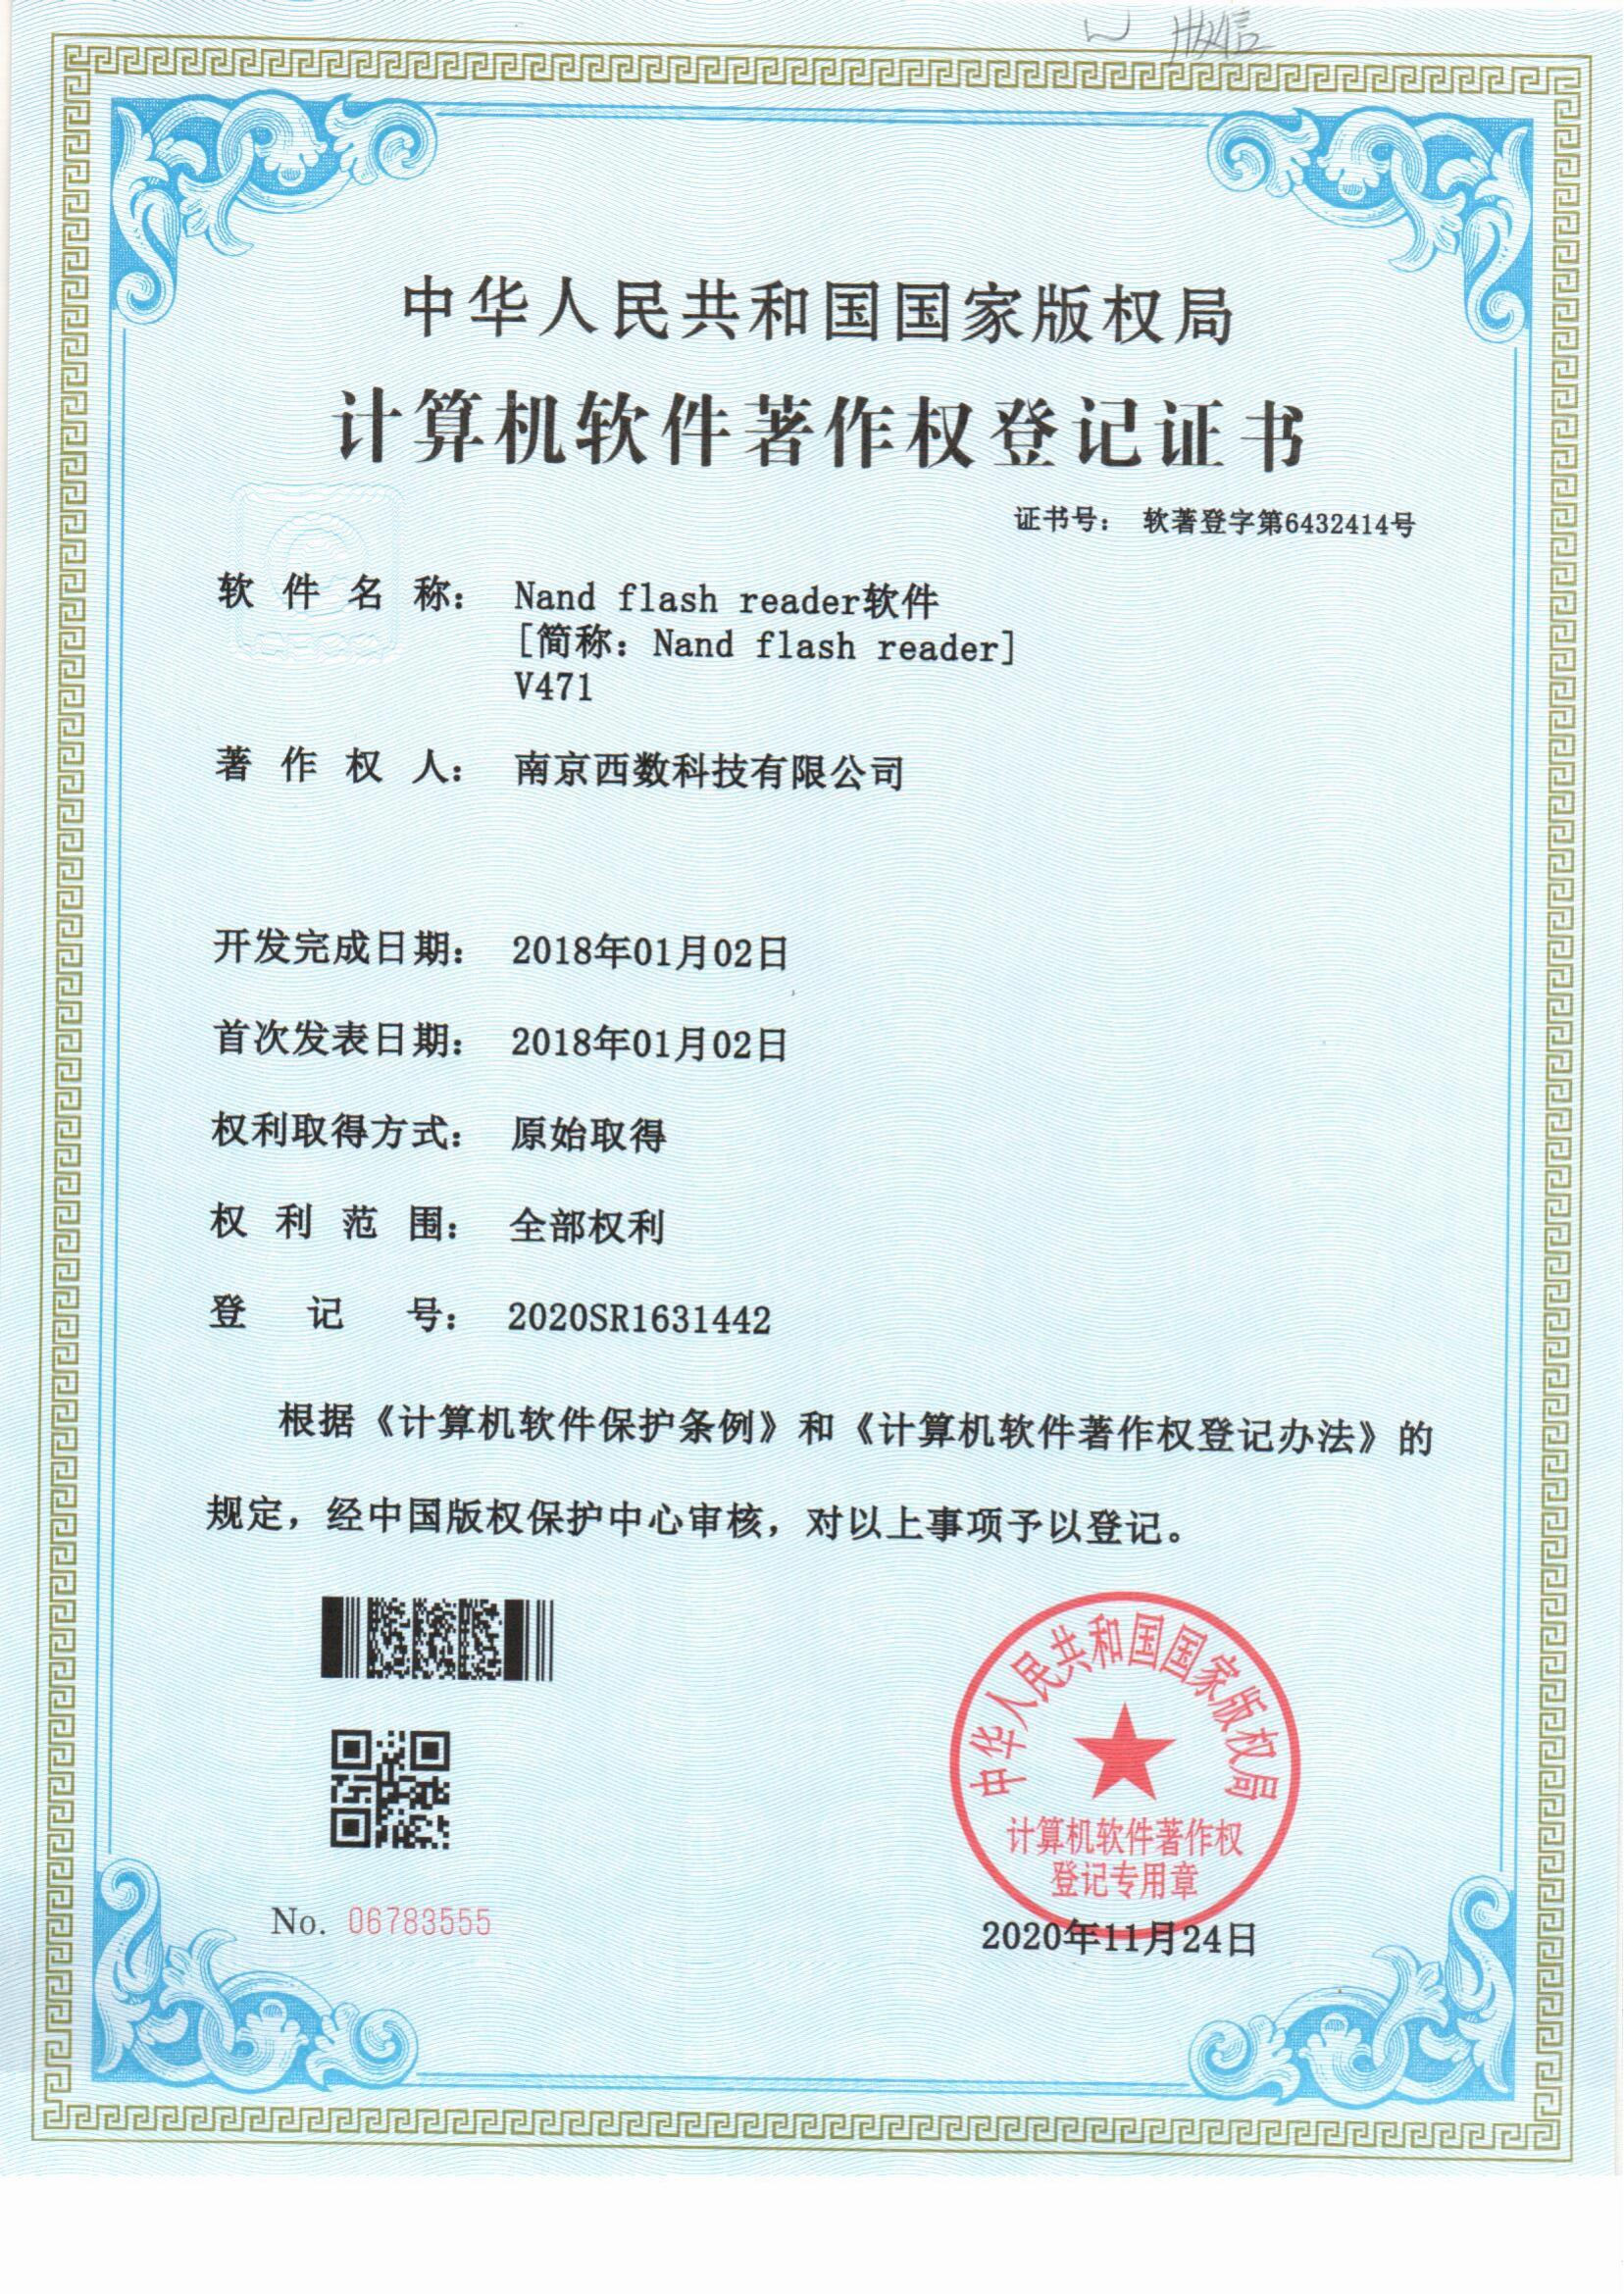 中华人民共和国国家版权局
计算机软件著作权登记证书
证书号： 软著登字第6432414号
软件名称： Nand flash reader软件
[简称：Nand flash reader]
V471
著作权人： 南京西数科技有限公司
开发完成日期： 2018年01月02日
首次发表日期： 2018年01月02日
权利取得方式： 原始取得
权利范围： 全部权利
登记号： 2020SR1631442
根据《计算机软件保护条例》和《计算机软件著作权登记办法》的
规定，经中国版权保护中心审核，对以上事项予以登记。
中华人民共和国国家版权局
计算机软件著作权
登记专用章
No. 06783555
2020年11月24日